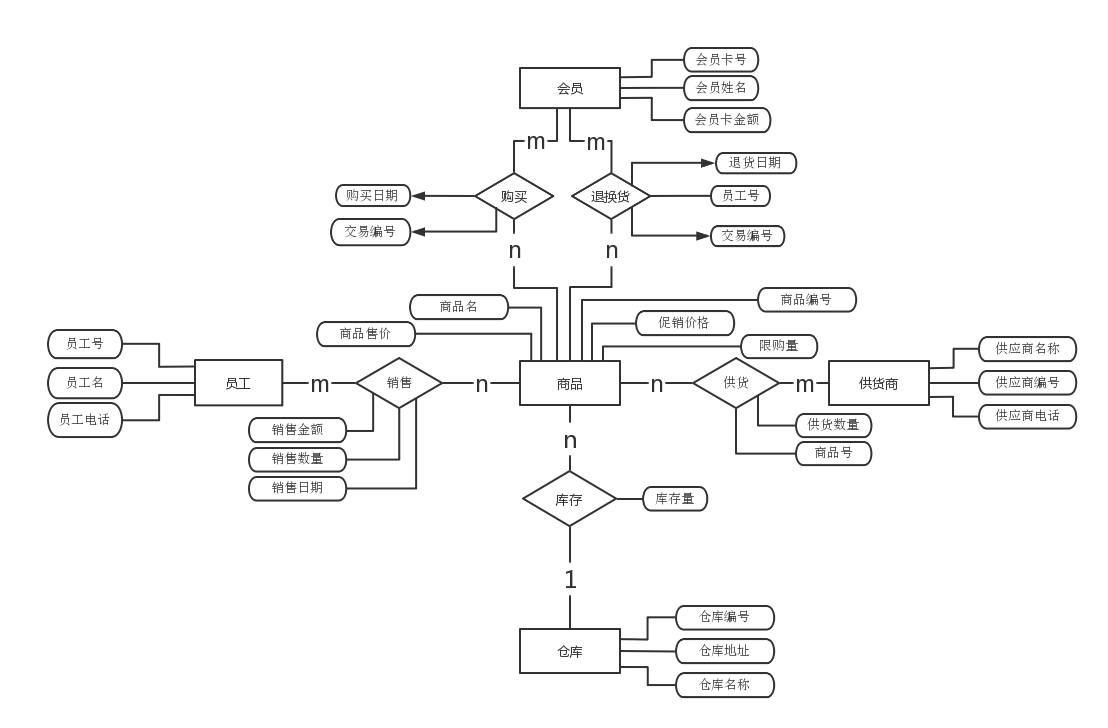 会员卡号
会员
会员姓名
会员卡金额
m
m
退货日期
购买日期
购买
退换货
员工号
交易编号
交易编号
n
n
商品名
商品编号
商品售价
促销价格
员工号
限购量
供应商名称
员工
员工名
m
销售
n
商品
n
供货
m
供货商
供应商编号
员工电话
供应商电话
销售金额
供货数量
n
销售数量
商品号
销售日期
库存
库存量
1
仓库编号
仓库
仓库地址
仓库名称